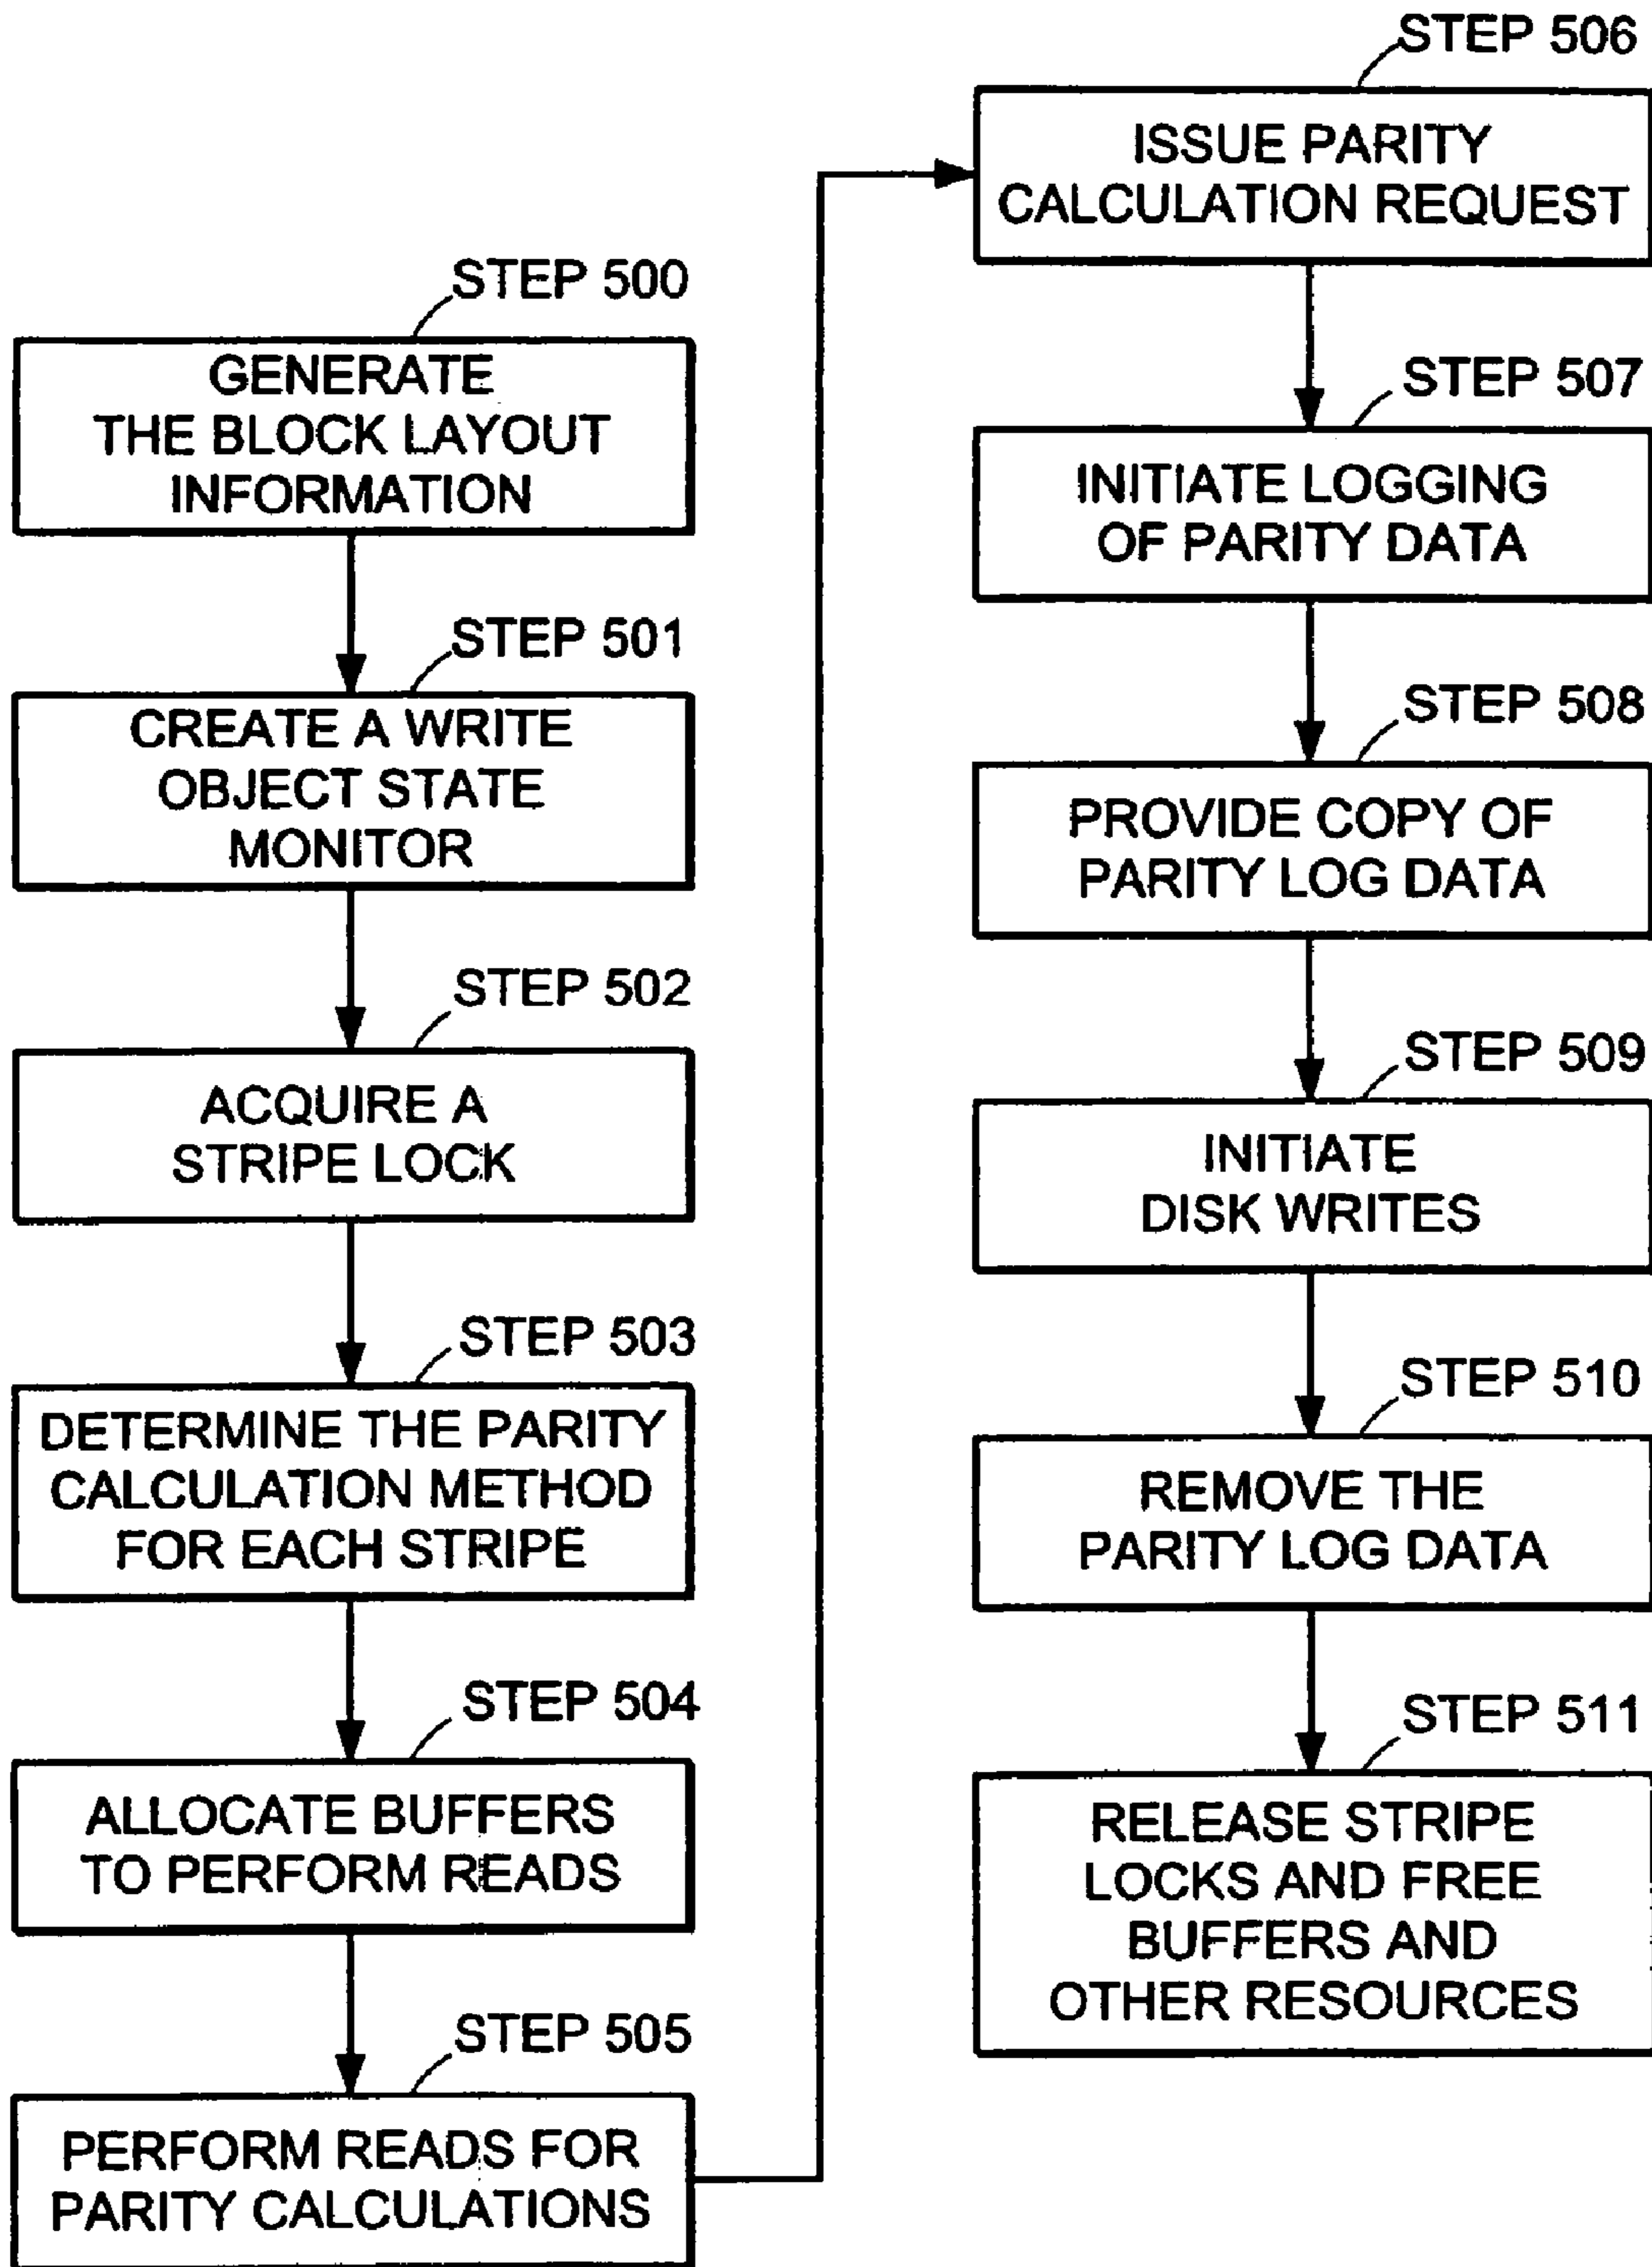 STEP 500
GENERATE
THE BLOCK LAYOUT
INFORMATION
STEP 501
CREATE A WRITE
OBJECT STATE
MONITOR
STEP 502
ACQUIRE A
STRIPE LOCK
STEP 503
DETERMINE THE PARITY
CALCULATION METHOD
FOR EACH STRIPE
STEP 504
ALLOCATE BUFFERS
TO PERFORM READS
STEP 505
PERFORM READS FOR
PARITY CALCULATIONS
STEP 506
ISSUE PARITY
CALCULATION REQUEST
STEP 507
INITIATE LOGGING
OF PARITY DATA
STEP 508
PROVIDE COPY OF
PARITY LOG DATA
STEP 509
INITIATE
DISK WRITES
STEP 510
REMOVE THE
PARITY LOG DATA
STEP 511
RELEASE STRIPE
LOCKS AND FREE
BUFFERS AND
OTHER RESOURCES